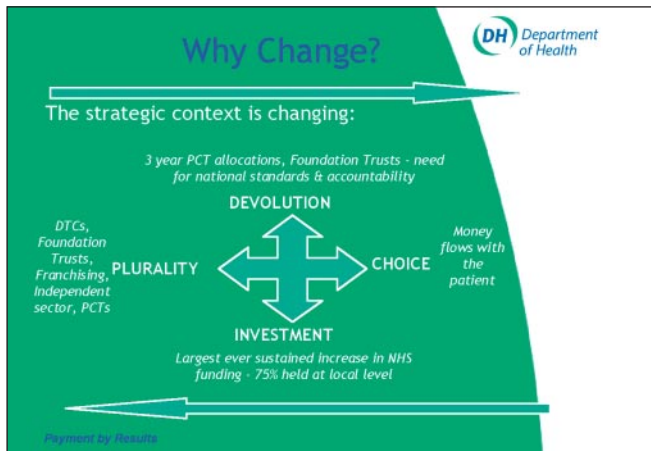 Why Change?
DH Department
of Health
The strategic context is changing:
3 year PCT allocations, Foundation Trusts - need
for national standards & accountability
DEVOLUTION
DTCs,
Foundation
Trusts,
Franchising,
Independent
sector, PCTs
PLURALITY
CHOICE
Money
flows with
the
patient
INVESTMENT
Largest ever sustained increase in NHS
funding - 75% held at local level
Payment by Results